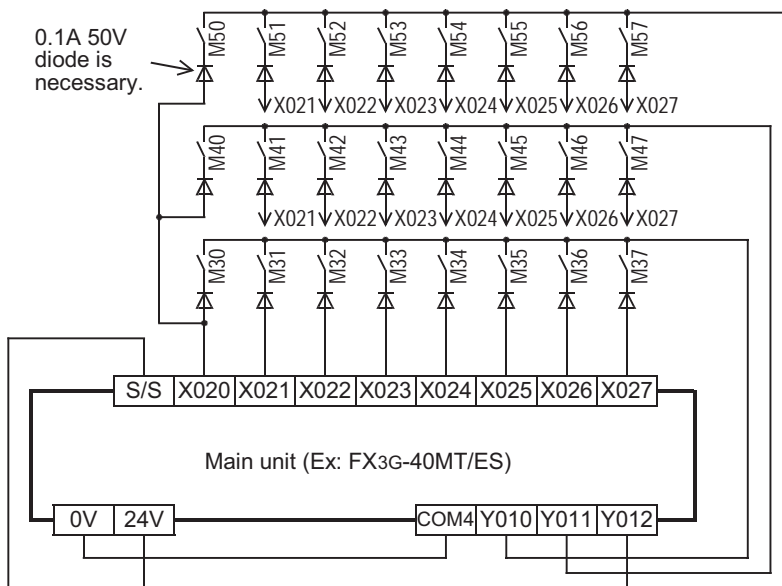 0.1A 50V
diode is
necessary.
M50 M51 M52 M53 M54 M55 M56 M57
X021 X022 X023 X024 X025 X026 X027
M40 M41 M42 M43 M44 M45 M46 M47
X021 X022 X023 X024 X025 X026 X027
M30 M31 M32 M33 M34 M35 M36 M37
S/S X020 X021 X022 X023 X024 X025 X026 X027
Main unit (Ex: FX3G-40MT/ES)
0V 24V COM4 Y010 Y011 Y012